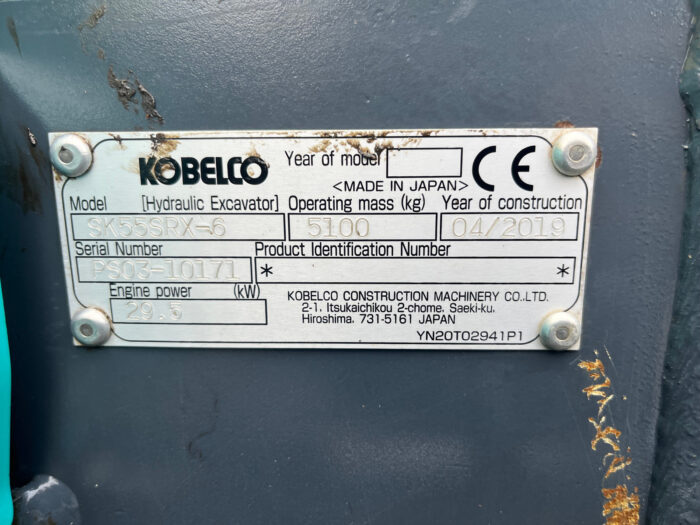 KOBELCO
Year of model
CE
<MADE IN JAPAN>
Model [Hydraulic Excavator] Operating mass (kg) Year of construction
SK55SRX-6 5100 04/2019
Serial Number Product Identification Number
PS03-10171 * *
Engine power (kW)
29.5
KOBELCO CONSTRUCTION MACHINERY CO.,LTD.
2-1, Itsukaichikou 2-chome, Saeki-ku,
Hiroshima, 731-5161 JAPAN
YN20T02941P1